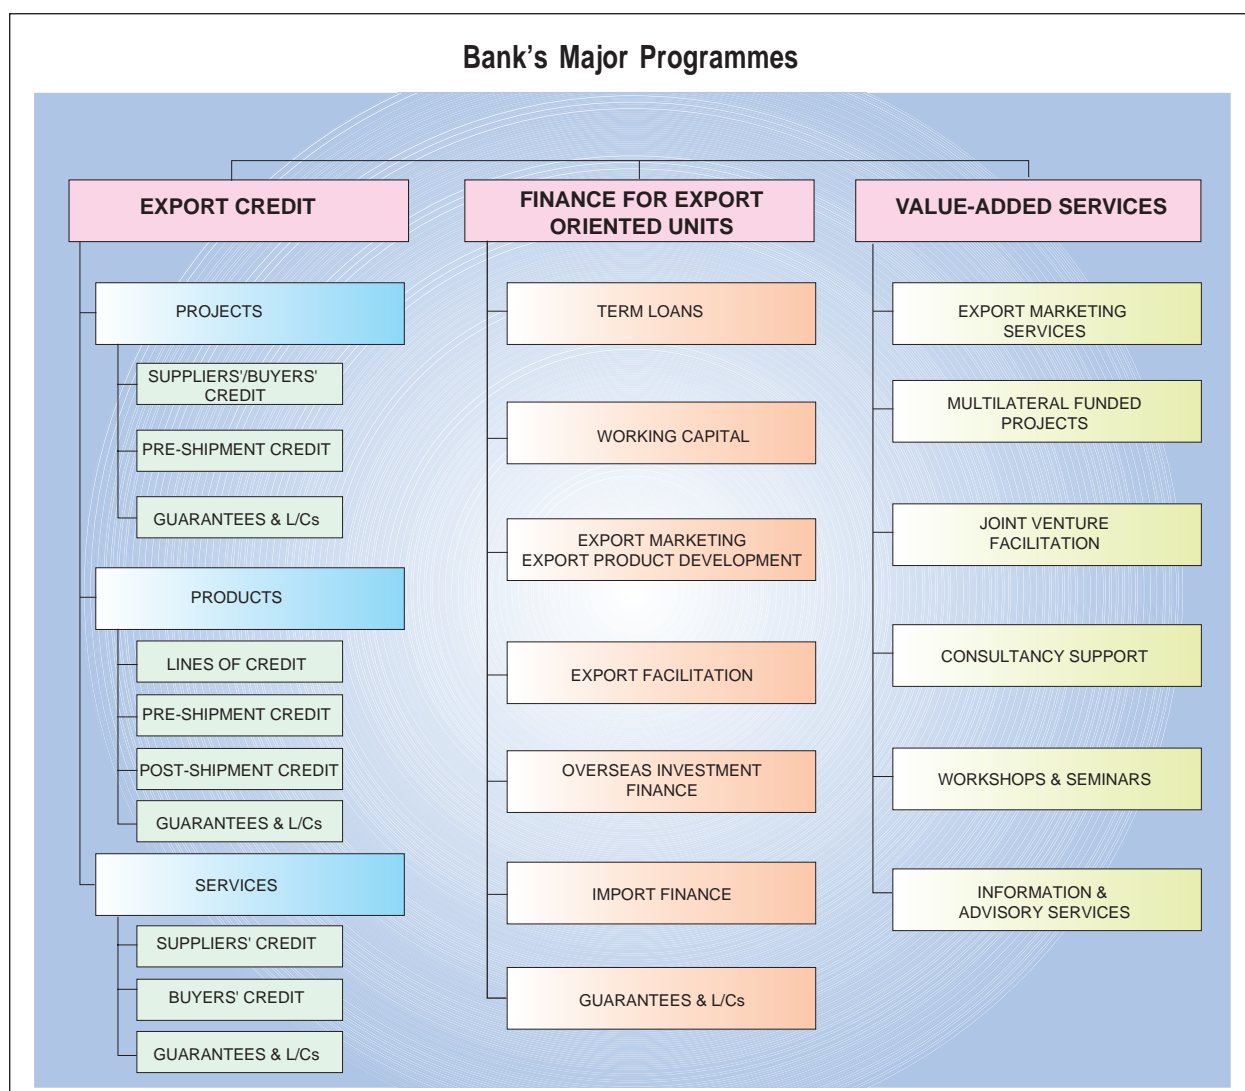 Bank's Major Programmes
EXPORT CREDIT
PROJECTS
SUPPLIERS'/BUYERS'
CREDIT
PRE-SHIPMENT CREDIT
GUARANTEES & L/Cs
PRODUCTS
LINES OF CREDIT
PRE-SHIPMENT CREDIT
POST-SHIPMENT CREDIT
GUARANTEES & L/Cs
SERVICES
SUPPLIERS' CREDIT
BUYERS' CREDIT
GUARANTEES & L/Cs
FINANCE FOR EXPORT
ORIENTED UNITS
TERM LOANS
WORKING CAPITAL
EXPORT MARKETING
EXPORT PRODUCT DEVELOPMENT
EXPORT FACILITATION
OVERSEAS INVESTMENT
FINANCE
IMPORT FINANCE
GUARANTEES & L/Cs
VALUE-ADDED SERVICES
EXPORT MARKETING
SERVICES
MULTILATERAL FUNDED
PROJECTS
JOINT VENTURE
FACILITATION
CONSULTANCY SUPPORT
WORKSHOPS & SEMINARS
INFORMATION &
ADVISORY SERVICES